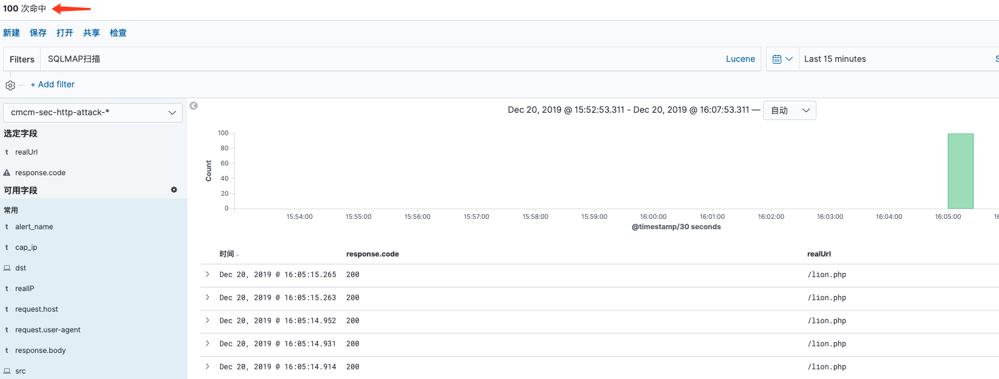 100 次命中
新建 保存 打开 共享 检查
Filters SQLMAP扫描 Lucene Last 15 minutes S
+ Add filter
cmcm-sec-http-attack-*
Dec 20, 2019 @ 15:52:53.311 - Dec 20, 2019 @ 16:07:53.311 — 自动
选定字段
t realUrl
response.code
可用字段
常用
t alert_name
t cap_ip
dst
t realIP
t request.host
t request.user-agent
t response.body
src
Count
100
80
60
40
20
0
15:54:00 15:55:00 15:56:00 15:57:00 15:58:00 15:59:00 16:00:00 16:01:00 16:02:00 16:03:00 16:04:00 16:05:00 16
@timestamp/30 seconds
时间 response.code realUrl
Dec 20, 2019 @ 16:05:15.265 200 /lion.php
Dec 20, 2019 @ 16:05:15.263 200 /lion.php
Dec 20, 2019 @ 16:05:14.952 200 /lion.php
Dec 20, 2019 @ 16:05:14.931 200 /lion.php
Dec 20, 2019 @ 16:05:14.914 200 /lion.php